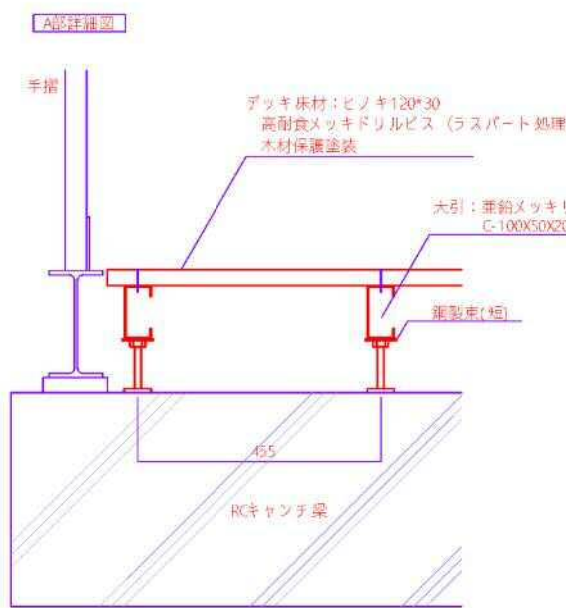 A部詳細図
手摺
デッキ床材：ヒノキ120*30
高耐食メッキドリルビス（ラスパート処理
木材保護塗装
大引：亜鉛メッキリ
C-100X50X20
鋼製束(短)
455
RCキャンチ梁